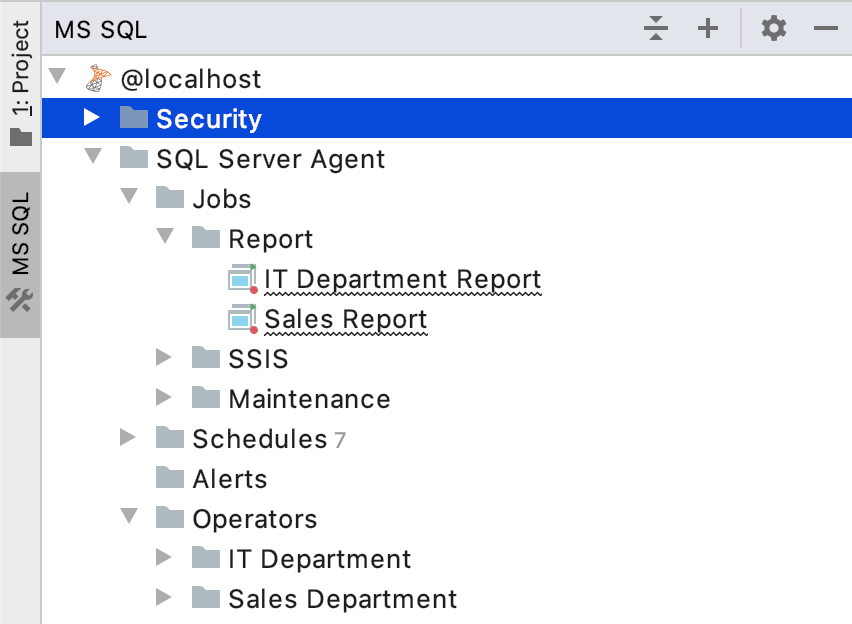 1: Project
MS SQL
MS SQL
@localhost
Security
SQL Server Agent
Jobs
Report
IT Department Report
Sales Report
SSIS
Maintenance
Schedules 7
Alerts
Operators
IT Department
Sales Department